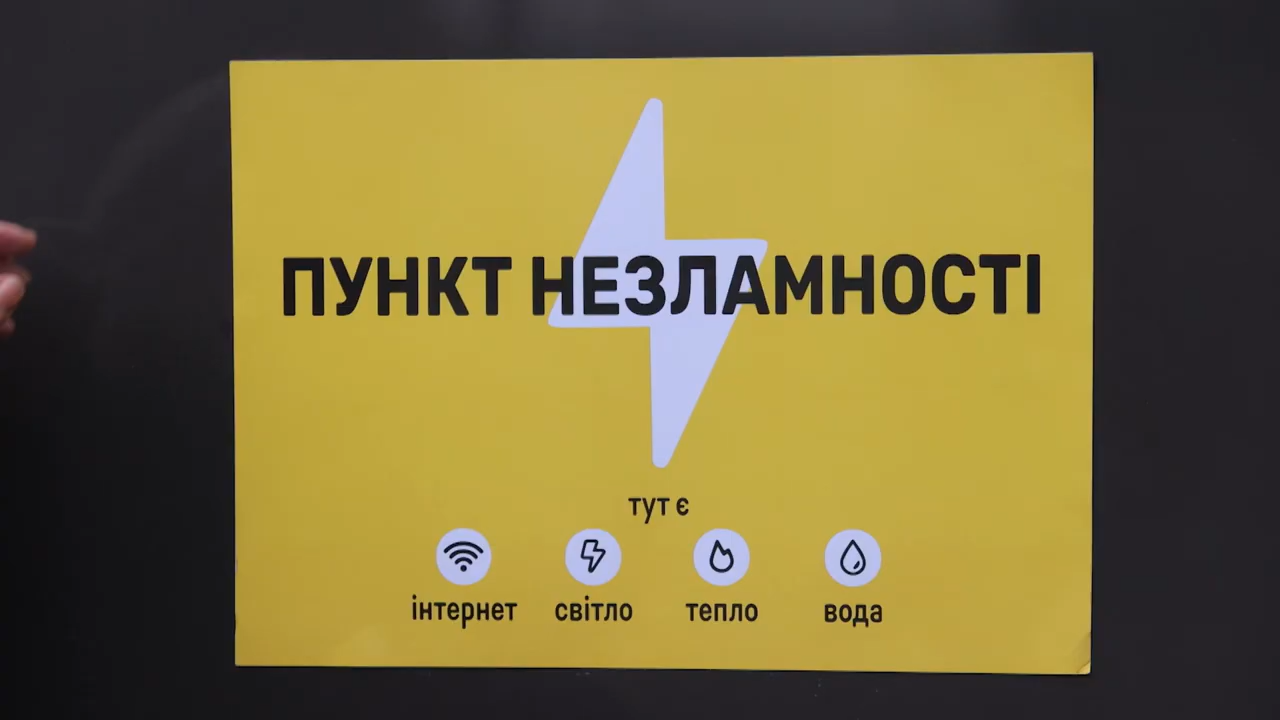 ПУНКТ НЕЗЛАМНОСТІ
тут є
інтернет світло тепло вода